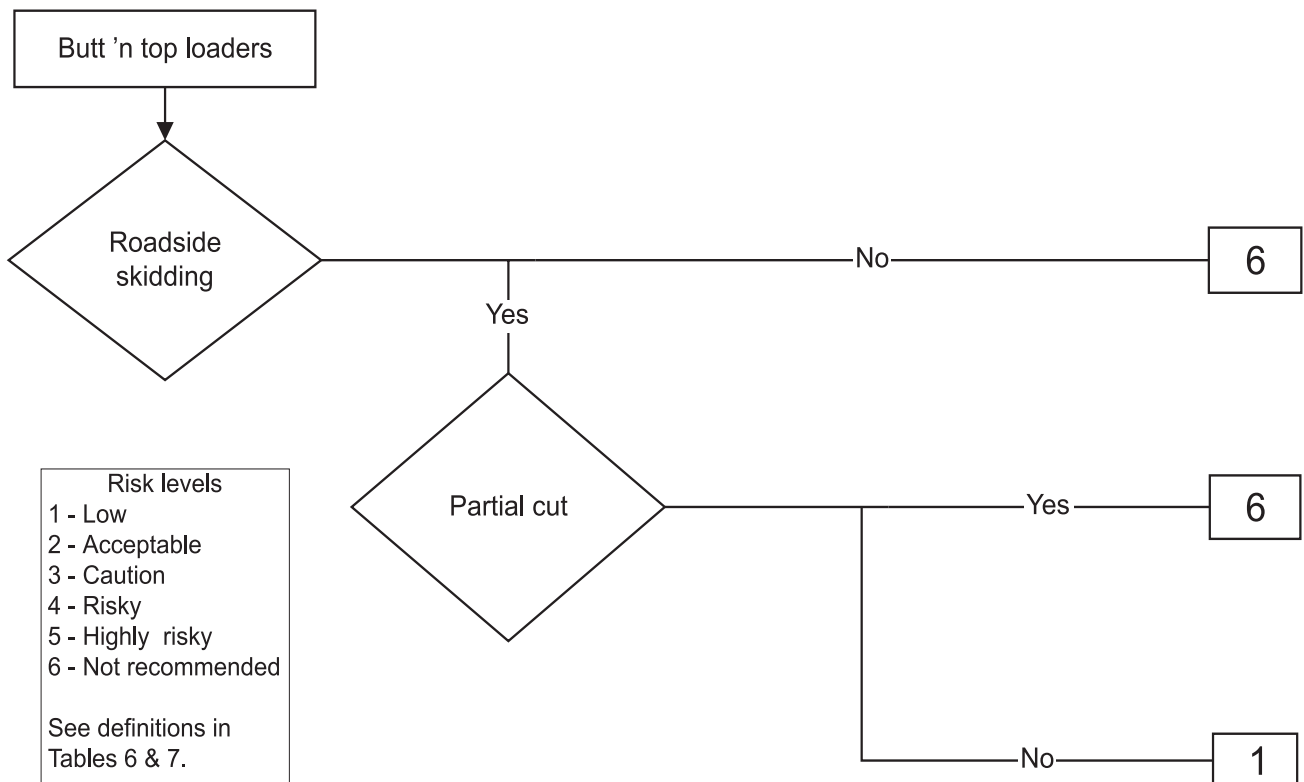 Butt ’n top loaders
Roadside
skidding
No
6
Yes
Partial cut
Yes
6
No
1
Risk levels
1 - Low
2 - Acceptable
3 - Caution
4 - Risky
5 - Highly risky
6 - Not recommended
See definitions in
Tables 6 & 7.